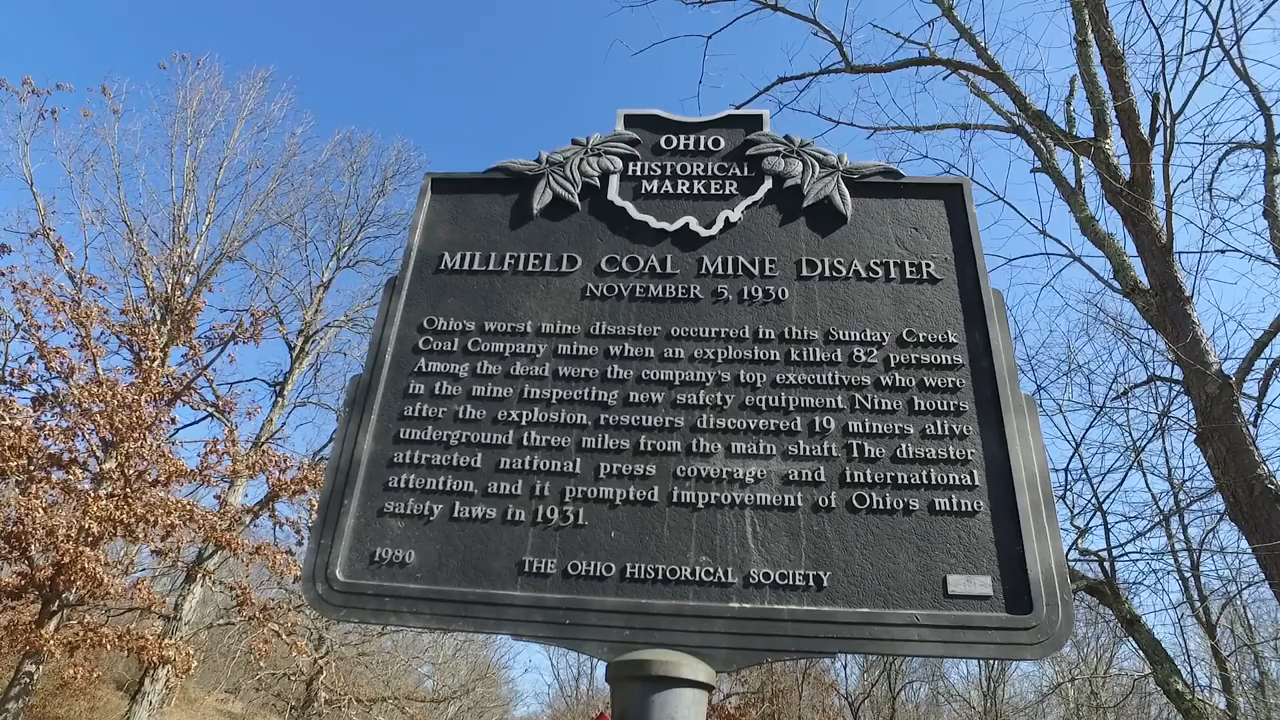 OHIO
HISTORICAL
MARKER
MILLFIELD COAL MINE DISASTER
NOVEMBER 5, 1930
Ohio's worst mine disaster occurred in this Sunday Creek
Coal Company mine when an explosion killed 82 persons.
Among the dead were the company's top executives who were
in the mine inspecting new safety equipment. Nine hours
after the explosion, rescuers discovered 19 miners alive
underground three miles from the main shaft. The disaster
attracted national press coverage and international
attention, and it prompted improvement of Ohio's mine
safety laws in 1931.
1980
THE OHIO HISTORICAL SOCIETY